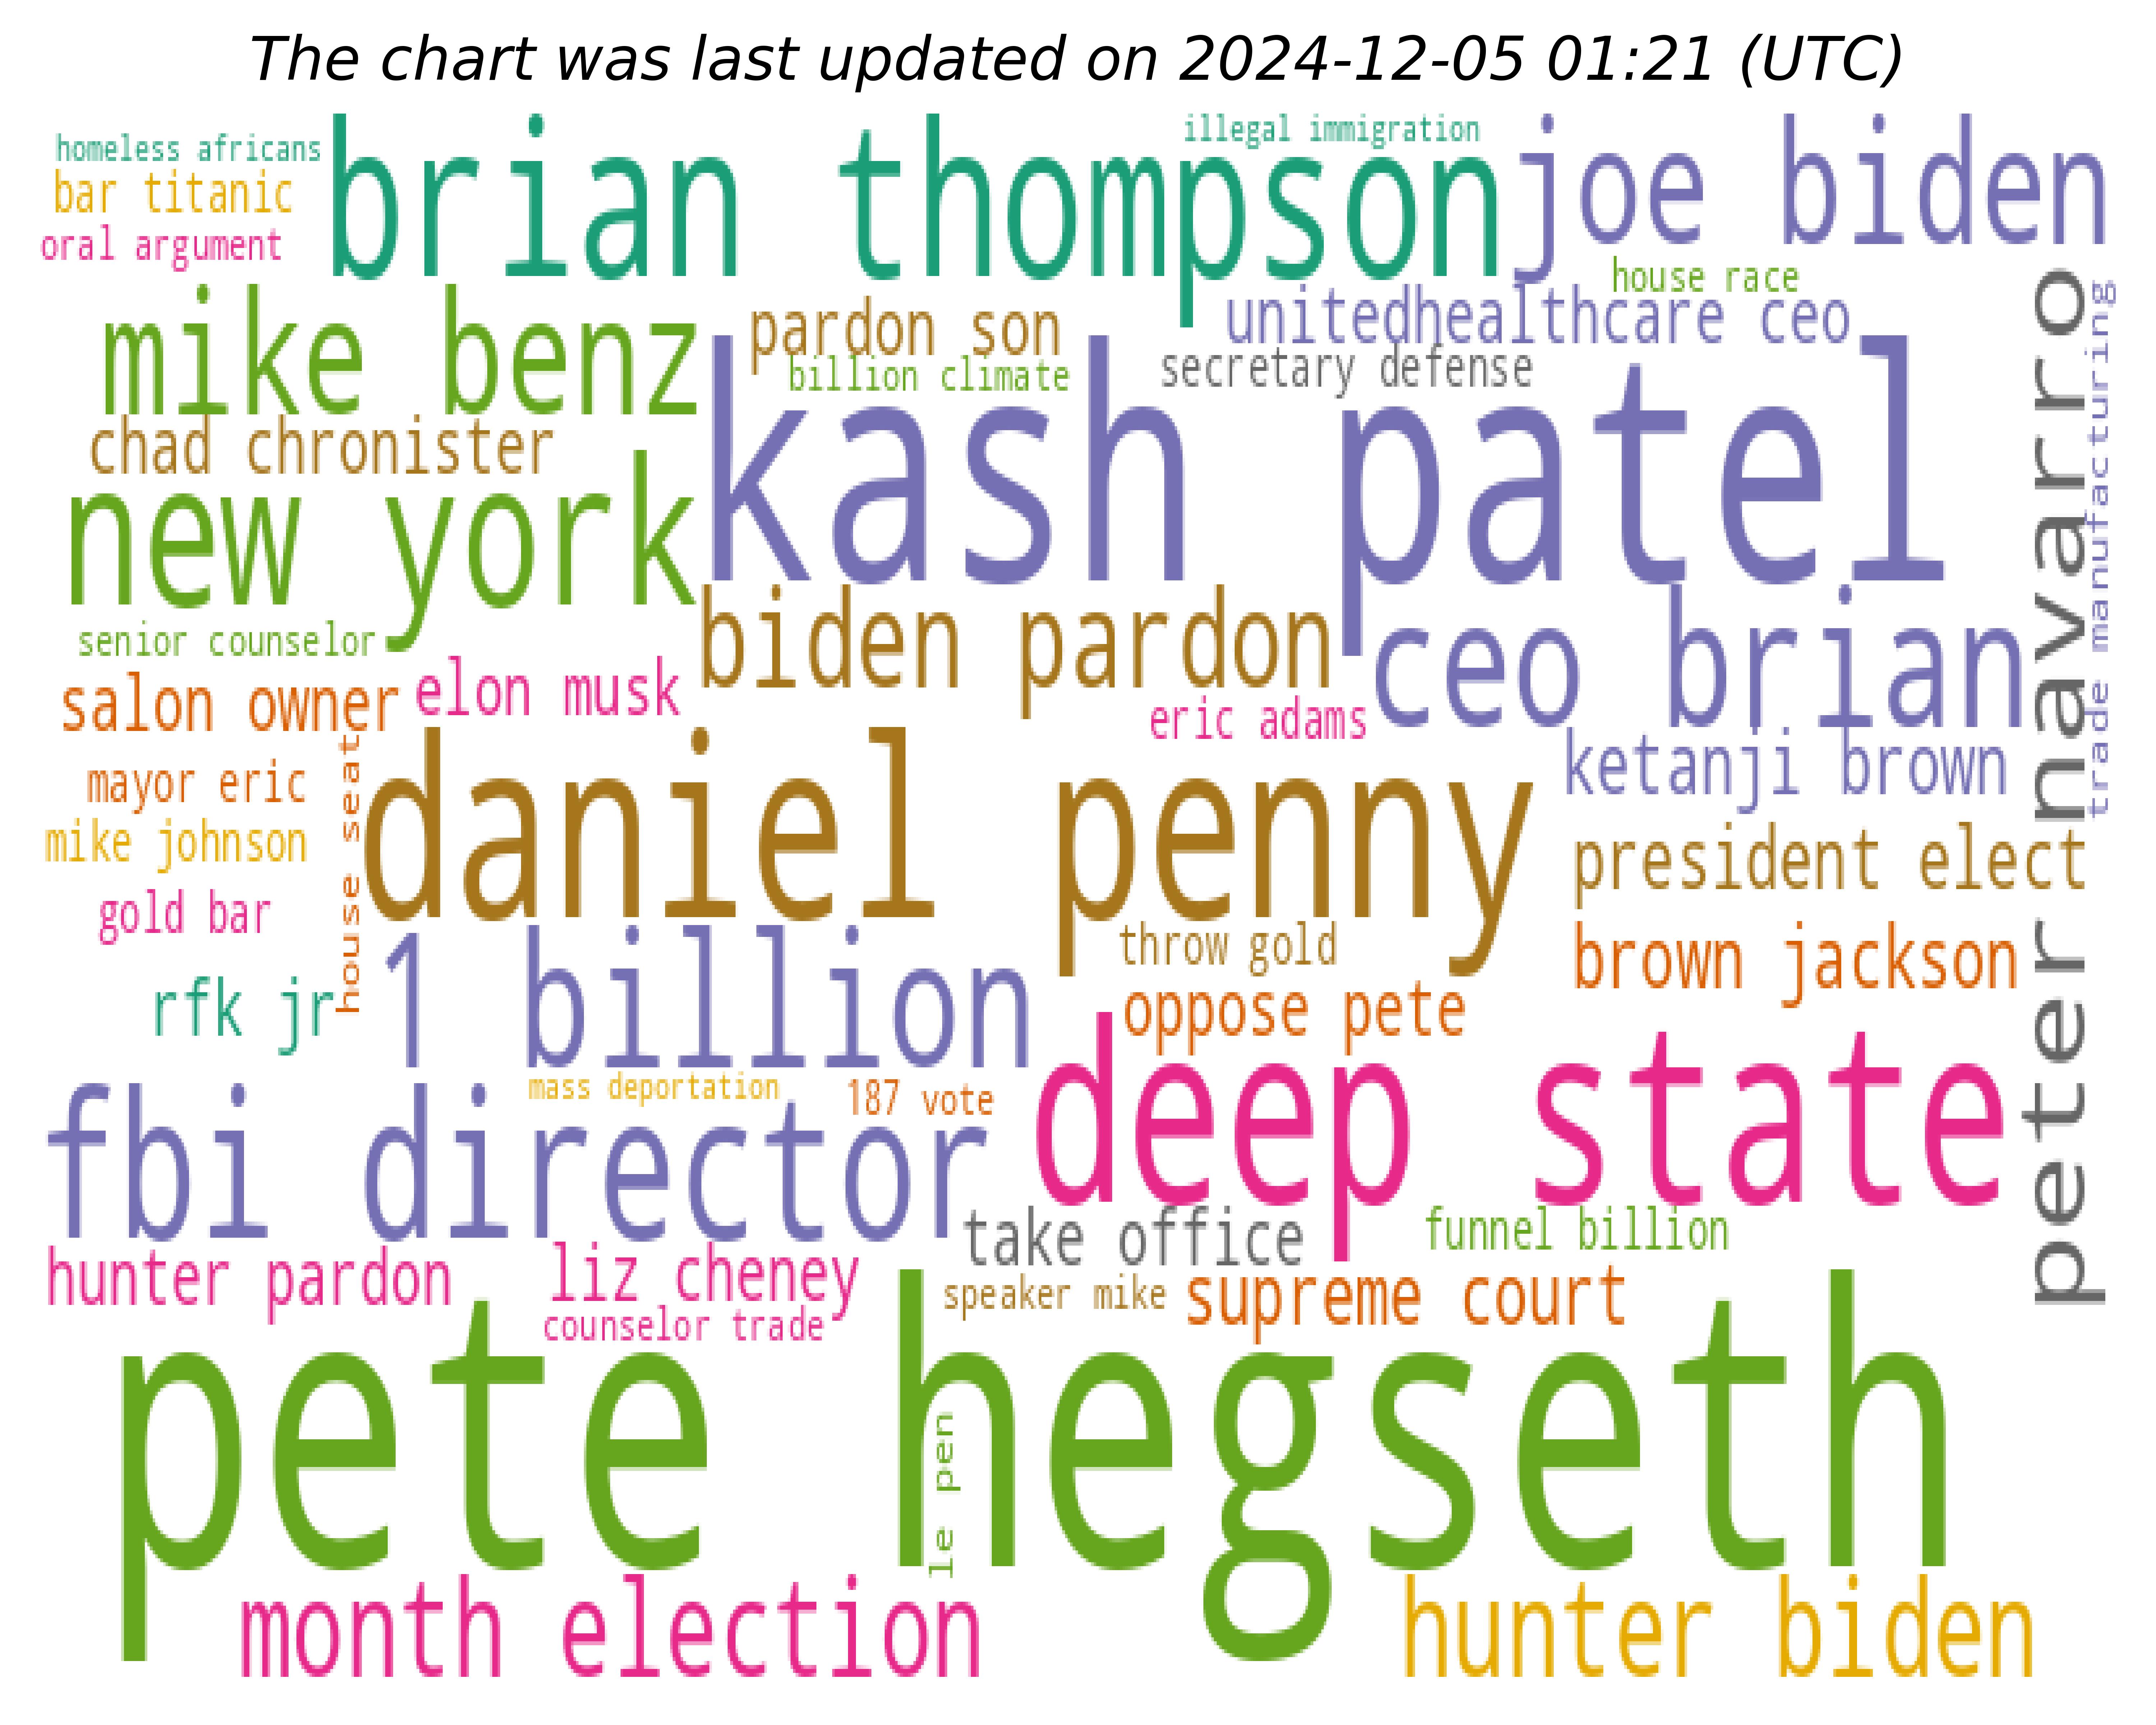 The chart was last updated on 2024-12-05 01:21 (UTC)
homeless africans
bar titanic
oral argument
brian thompson
illegal immigration
joe biden
house race
mike benz
pardon son
billion climate
unitedhealthcare ceo
secretary defense
chad chronister
kash patel
new york
peter navarro
trade manufacturing
senior counselor
biden pardon
ceo brian
salon owner
elon musk
eric adams
ketanji brown
mayor eric
house seat
mike johnson
daniel penny
president elect
gold bar
throw gold
brown jackson
rfk jr
1 billion
oppose pete
mass deportation
187 vote
deep state
fbi director
take office
funnel billion
hunter pardon
liz cheney
speaker mike
supreme court
counselor trade
pete hegseth
le pen
month election
hunter biden